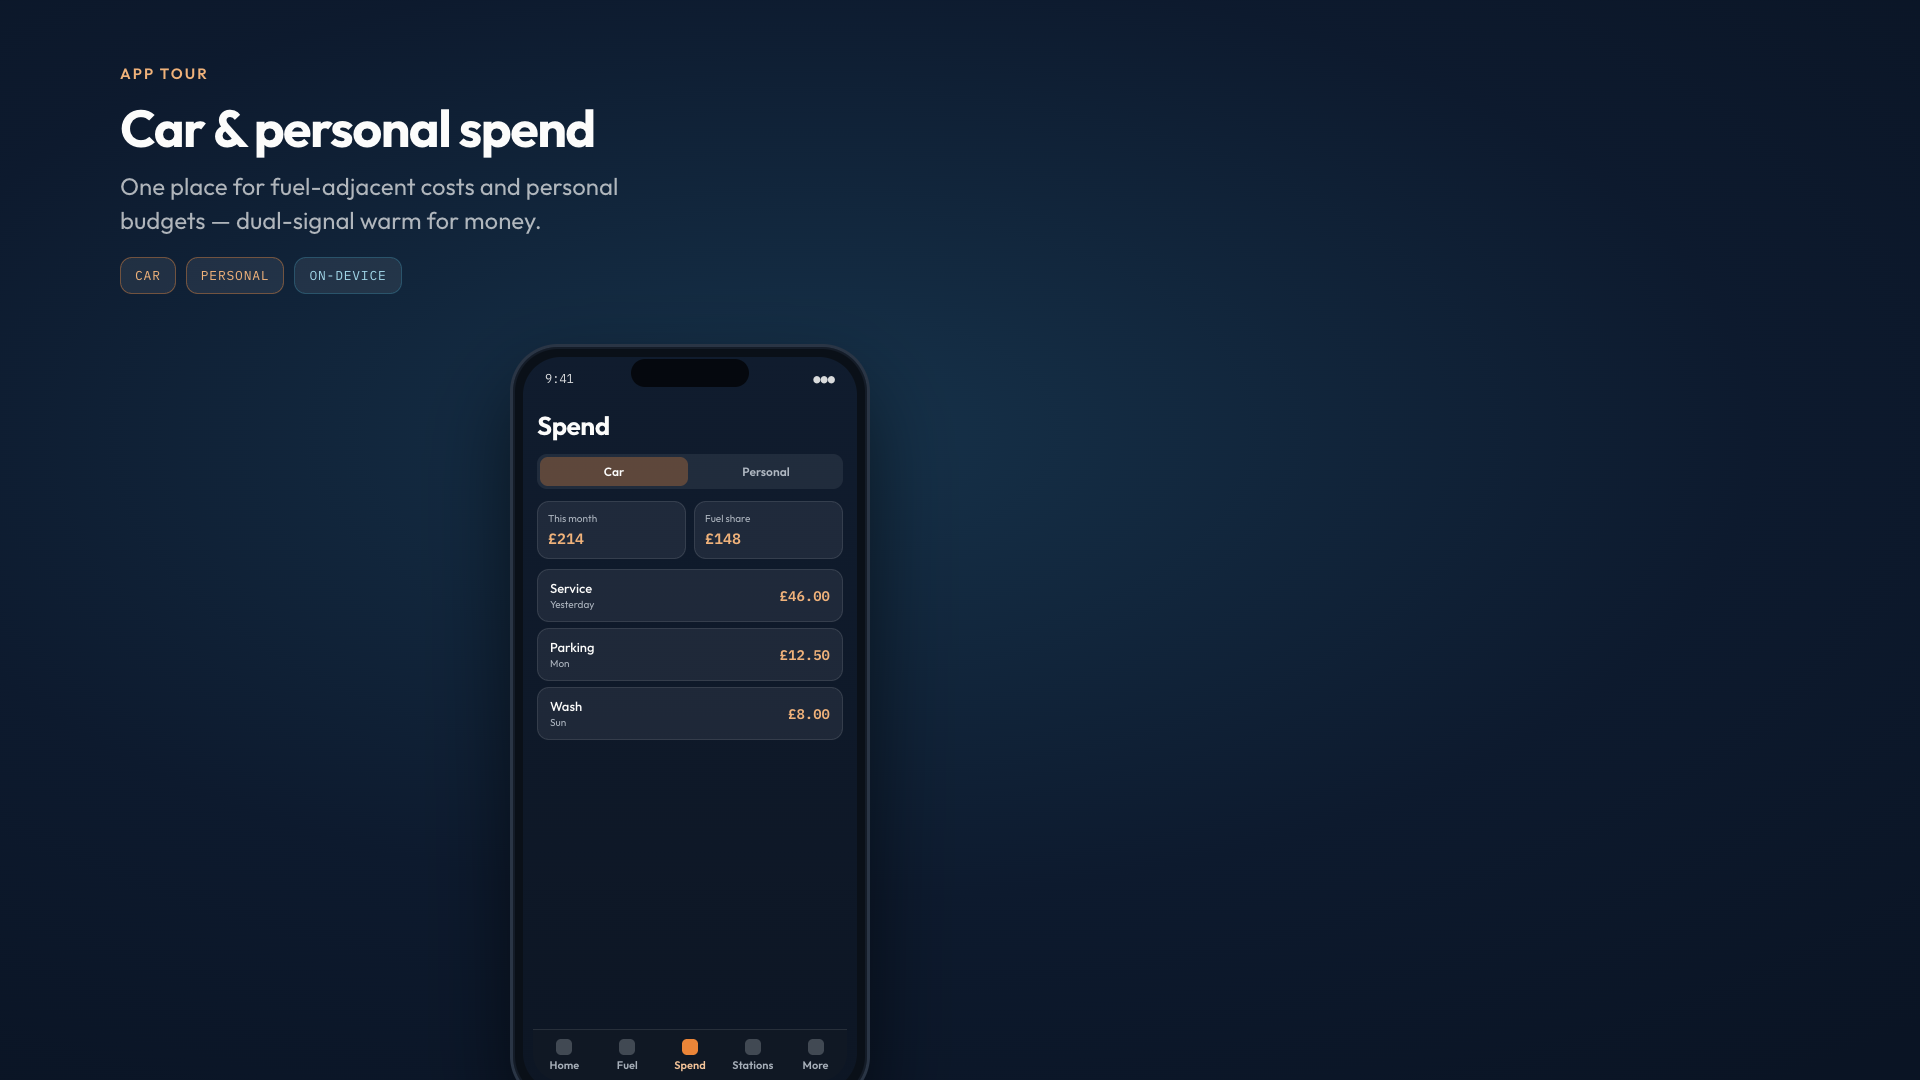 APP TOUR
Car & personal spend
One place for fuel-adjacent costs and personal
budgets — dual-signal warm for money.
CAR PERSONAL ON-DEVICE
9:41
Spend
Car Personal
This month Fuel share
£214 £148
Service
Yesterday
£46.00
Parking
Mon
£12.50
Wash
Sun
£8.00
Home Fuel Spend Stations More